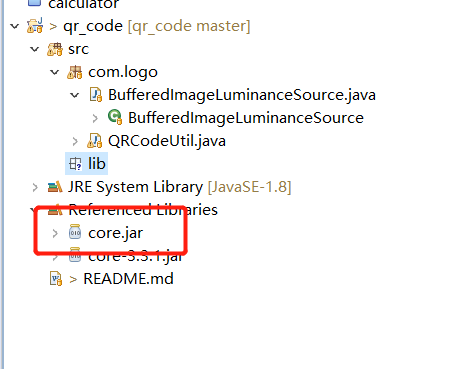 calculator
> qr_code [qr_code master]
src
com.logo
BufferedImageLuminanceSource.java
BufferedImageLuminanceSource
QRCodeUtil.java
lib
JRE System Library [JavaSE-1.8]
Referenced Libraries
core.jar
core-3.3.1.jar
> README.md